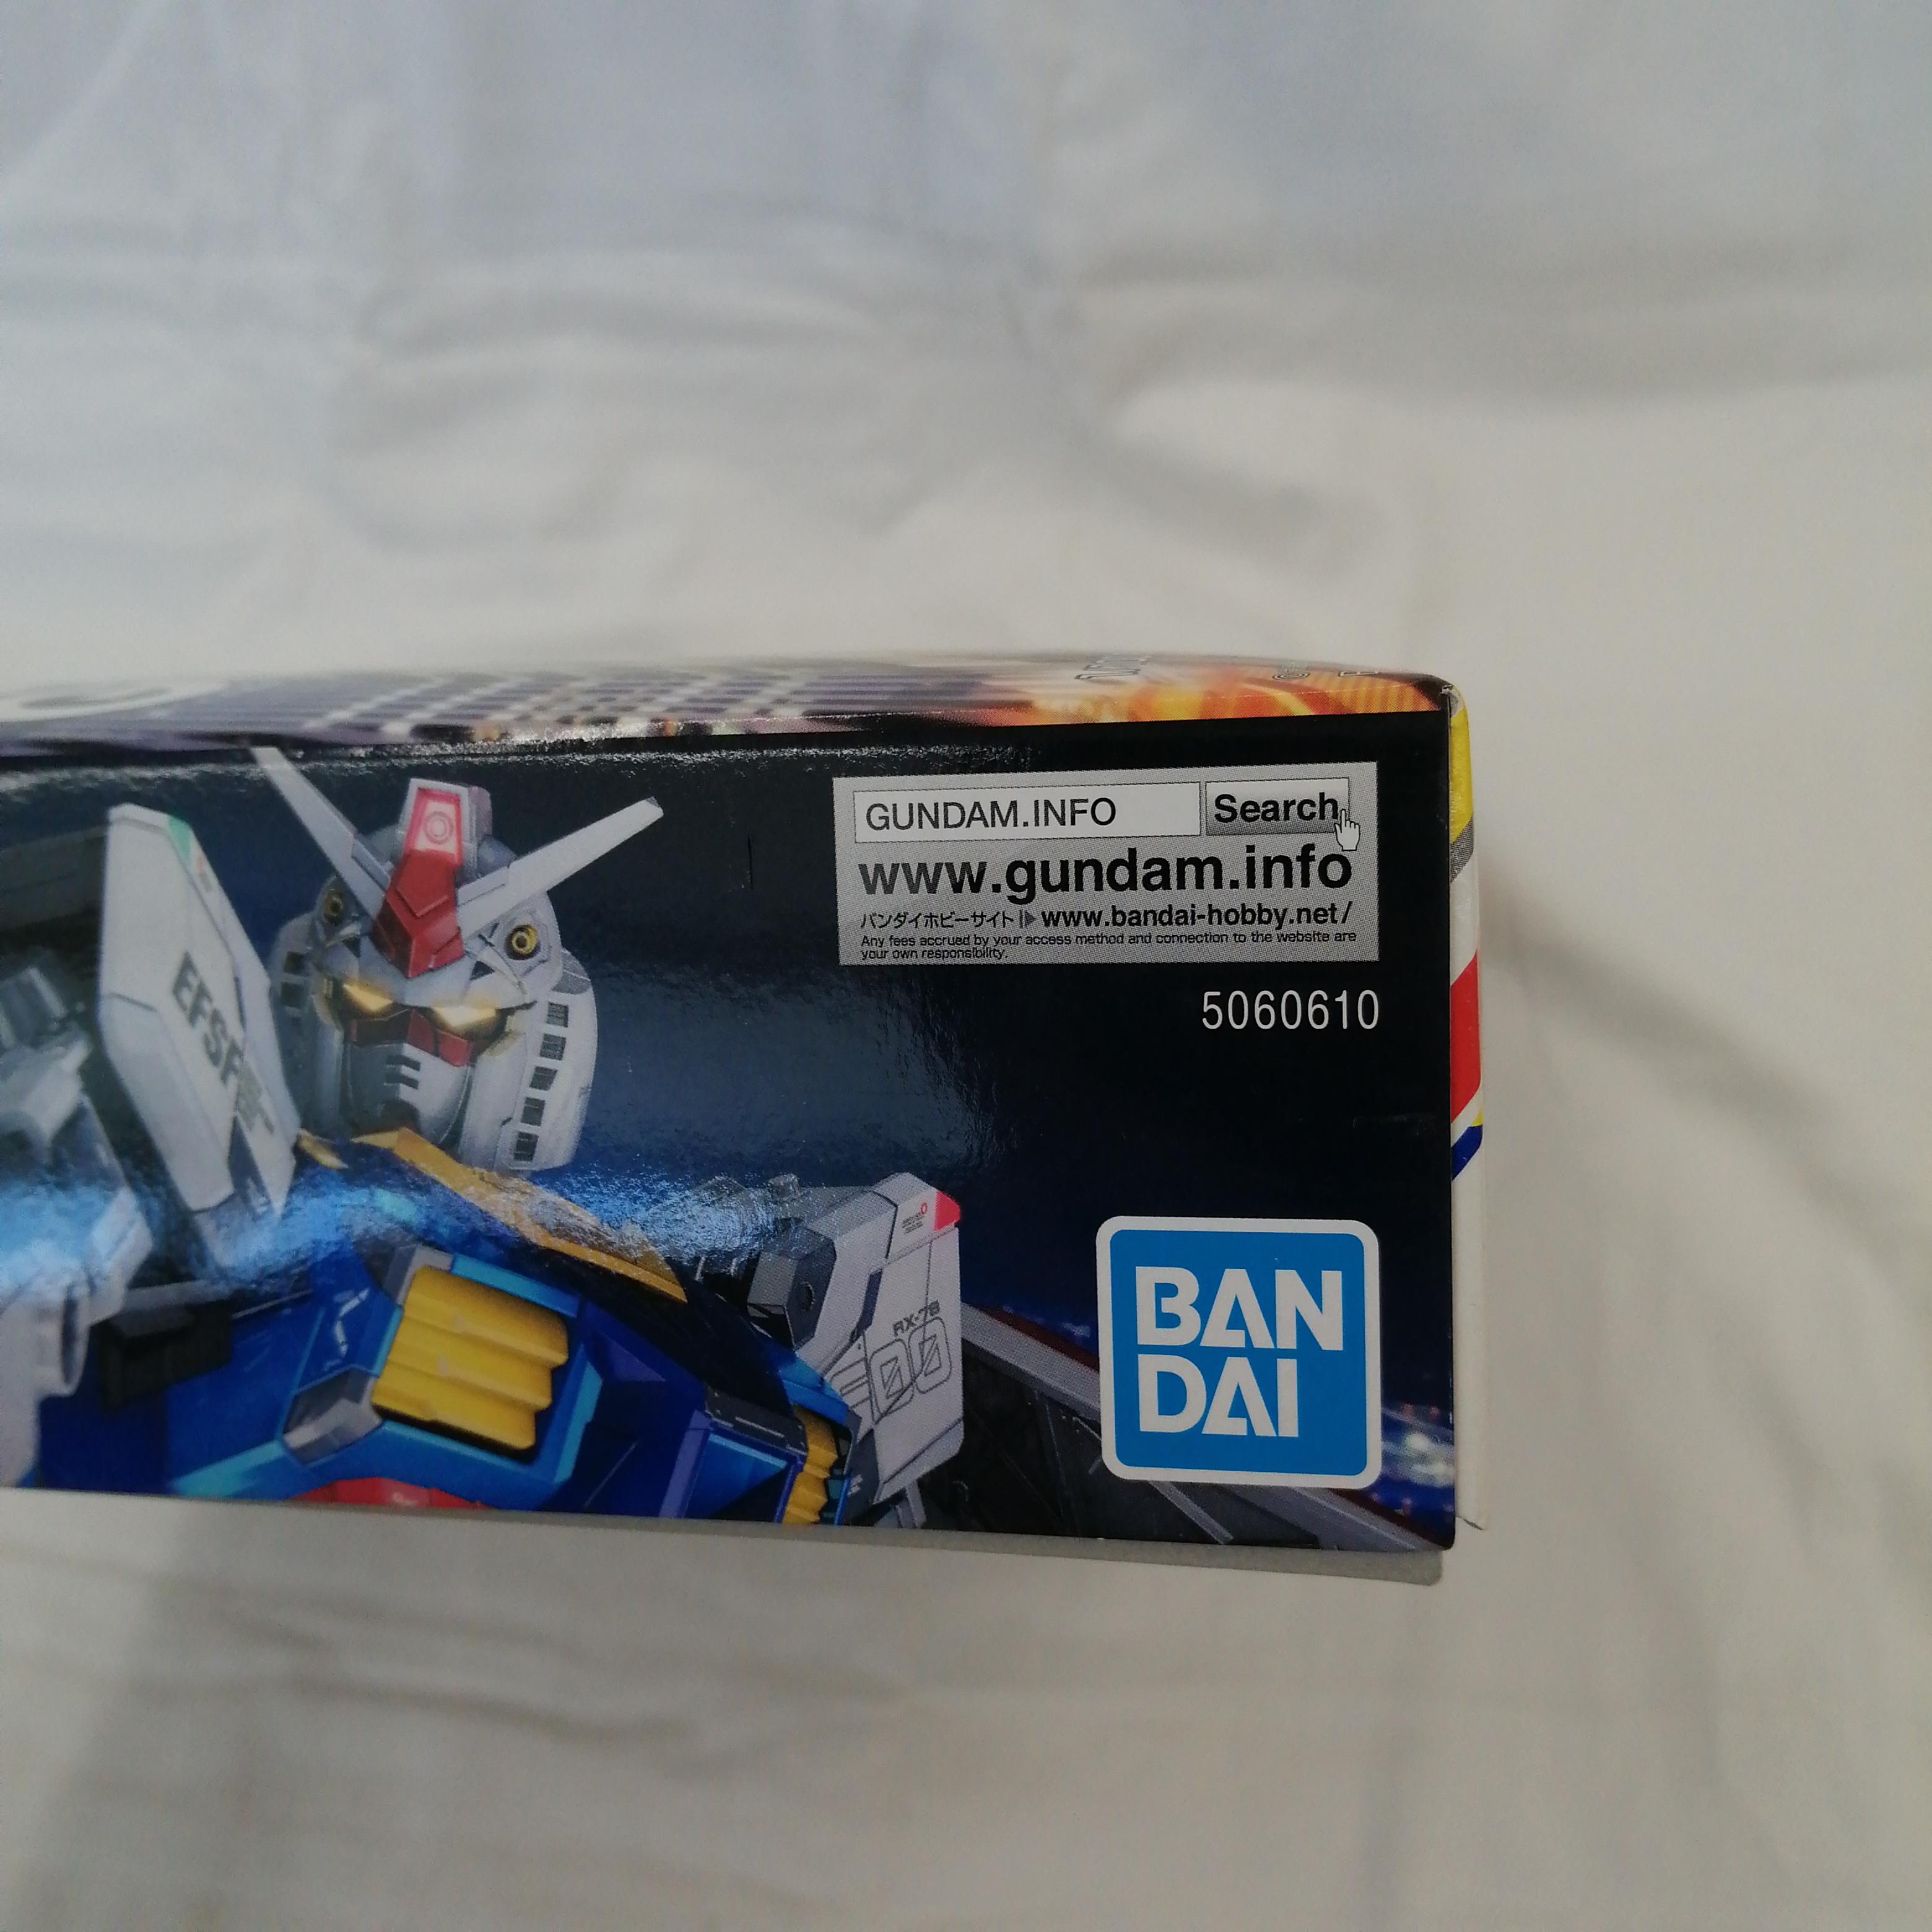 GUNDAM.INFO Search
www.gundam.info
バンダイホビーサイト www.bandai-hobby.net/
Any fees accrued by your access method and connection to the website are
your own responsibility.
5060610
EFSF
RX-78
00
BAN
DAI